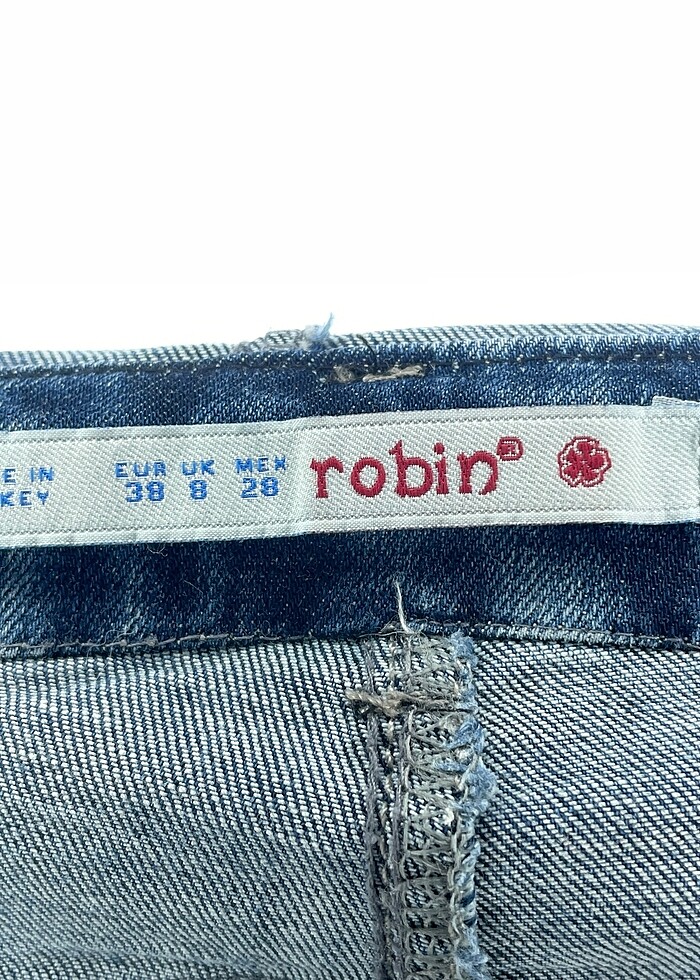 E IN
KEY
EUR UK MEX
38 8 28
robin®